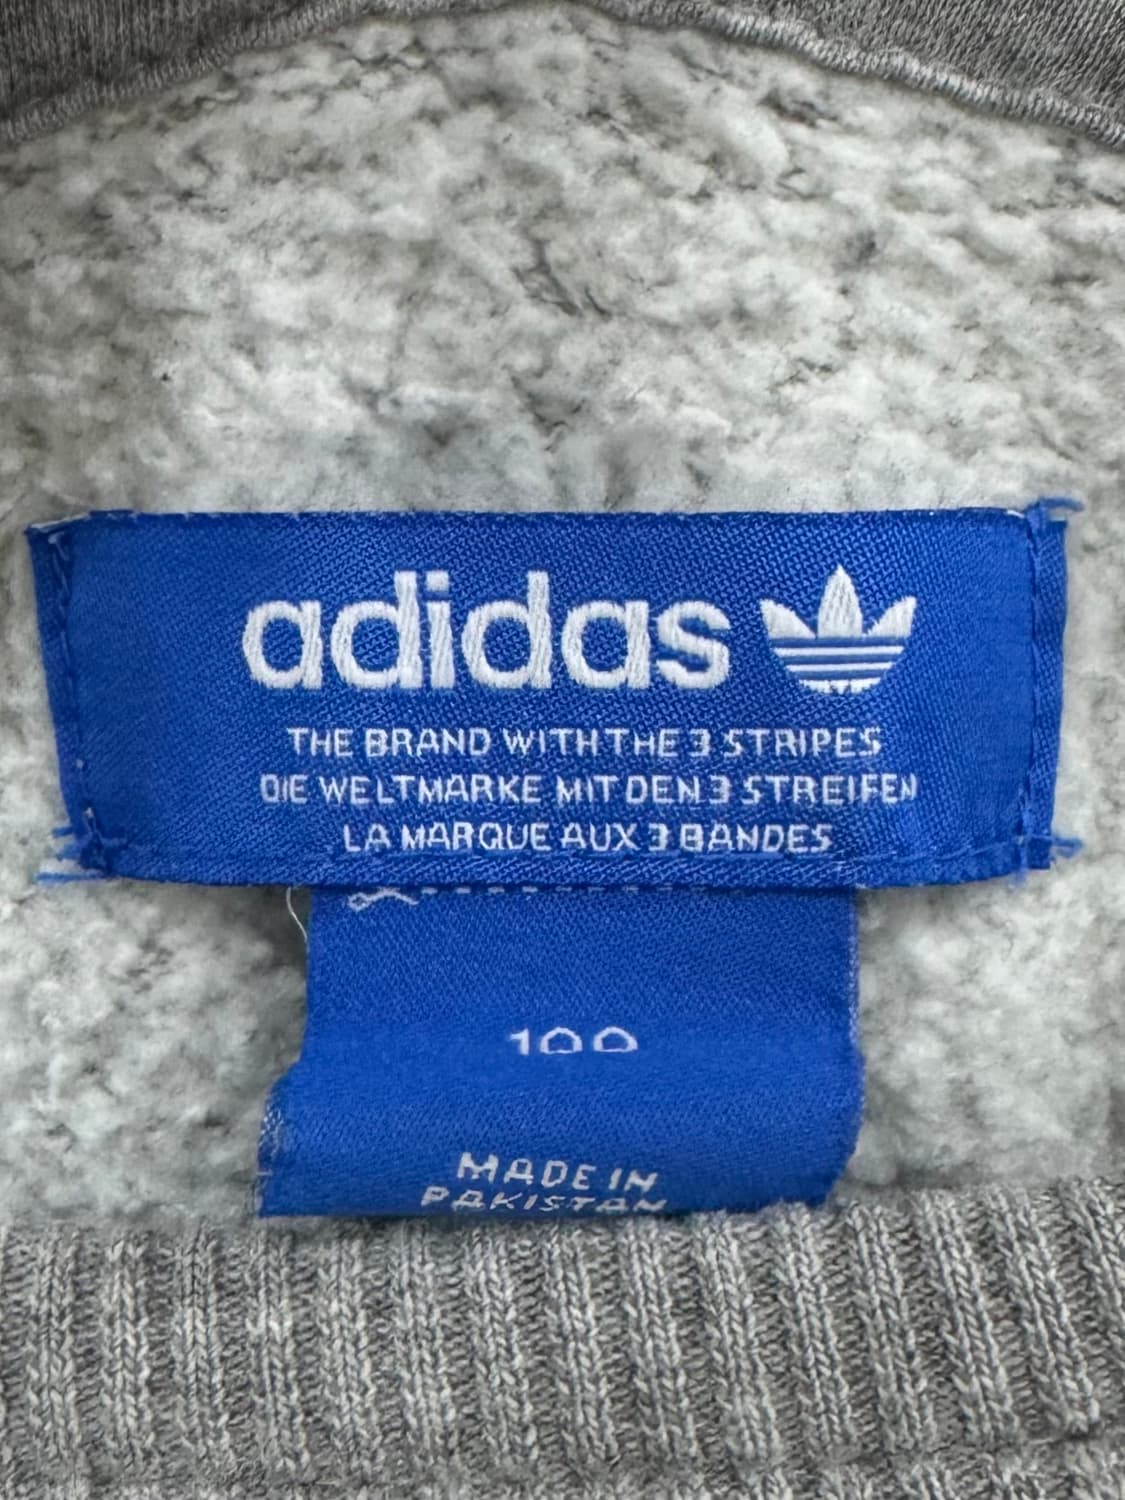 adidas
THE BRAND WITH THE 3 STRIPES
DIE WELTMARKE MIT DEN 3 STREIFEN
LA MARQUE AUX 3 BANDES
100
MADE IN
PAKISTAN